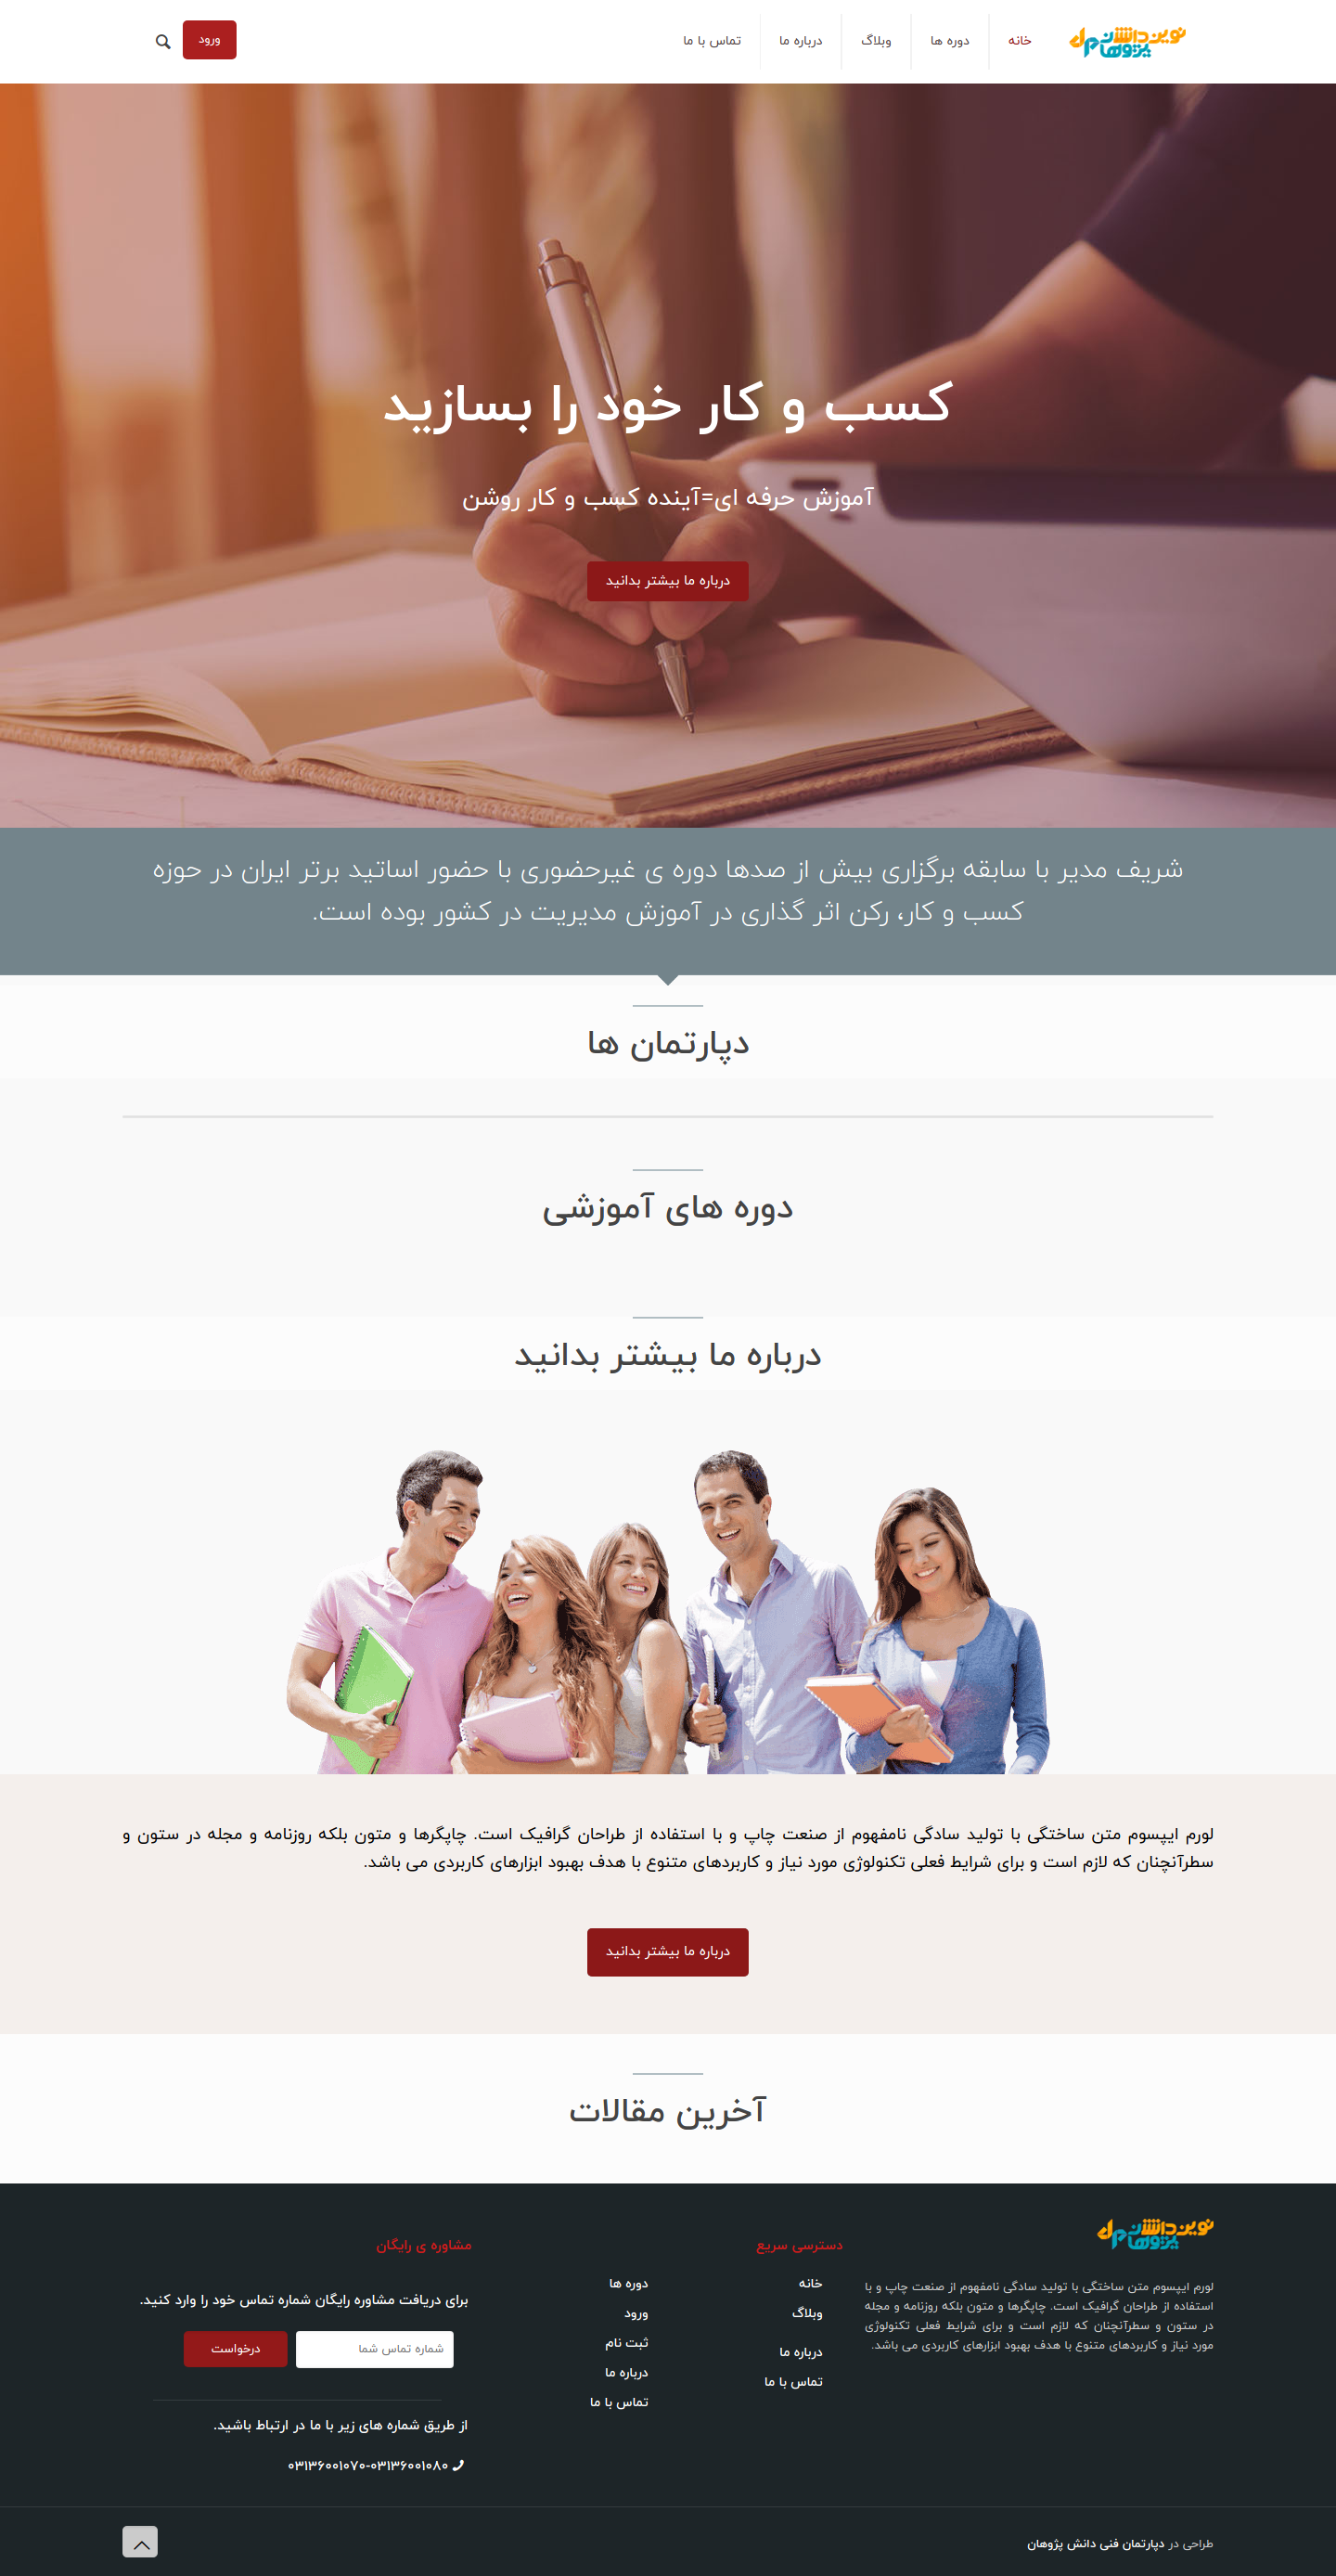 نوین دانش پژوهان
خانه
دوره ها
وبلاگ
درباره ما
تماس با ما
ورود
کسب و کار خود را بسازید
آموزش حرفه ای=آینده کسب و کار روشن
درباره ما بیشتر بدانید
شریف مدیر با سابقه برگزاری بیش از صدها دوره ی غیرحضوری با حضور اساتید برتر ایران در حوزه
کسب و کار، رکن اثر گذاری در آموزش مدیریت در کشور بوده است.
دپارتمان ها
دوره های آموزشی
درباره ما بیشتر بدانید
لورم ایپسوم متن ساختگی با تولید سادگی نامفهوم از صنعت چاپ و با استفاده از طراحان گرافیک است. چاپگرها و متون بلکه روزنامه و مجله در ستون و
سطرآنچنان که لازم است و برای شرایط فعلی تکنولوژی مورد نیاز و کاربردهای متنوع با هدف بهبود ابزارهای کاربردی می باشد.
درباره ما بیشتر بدانید
آخرین مقالات
نوین دانش پژوهان
لورم ایپسوم متن ساختگی با تولید سادگی نامفهوم از صنعت چاپ و با
استفاده از طراحان گرافیک است. چاپگرها و متون بلکه روزنامه و مجله
در ستون و سطرآنچنان که لازم است و برای شرایط فعلی تکنولوژی
مورد نیاز و کاربردهای متنوع با هدف بهبود ابزارهای کاربردی می باشد.
دسترسی سریع
خانه
وبلاگ
درباره ما
تماس با ما
دوره ها
ورود
ثبت نام
درباره ما
تماس با ما
مشاوره ی رایگان
برای دریافت مشاوره رایگان شماره تماس خود را وارد کنید.
شماره تماس شما
درخواست
از طریق شماره های زیر با ما در ارتباط باشید.
۰۳۱۳۶۰۰۱۰۷۰-۰۳۱۳۶۰۰۱۰۸۰
طراحی در دپارتمان فنی دانش پژوهان